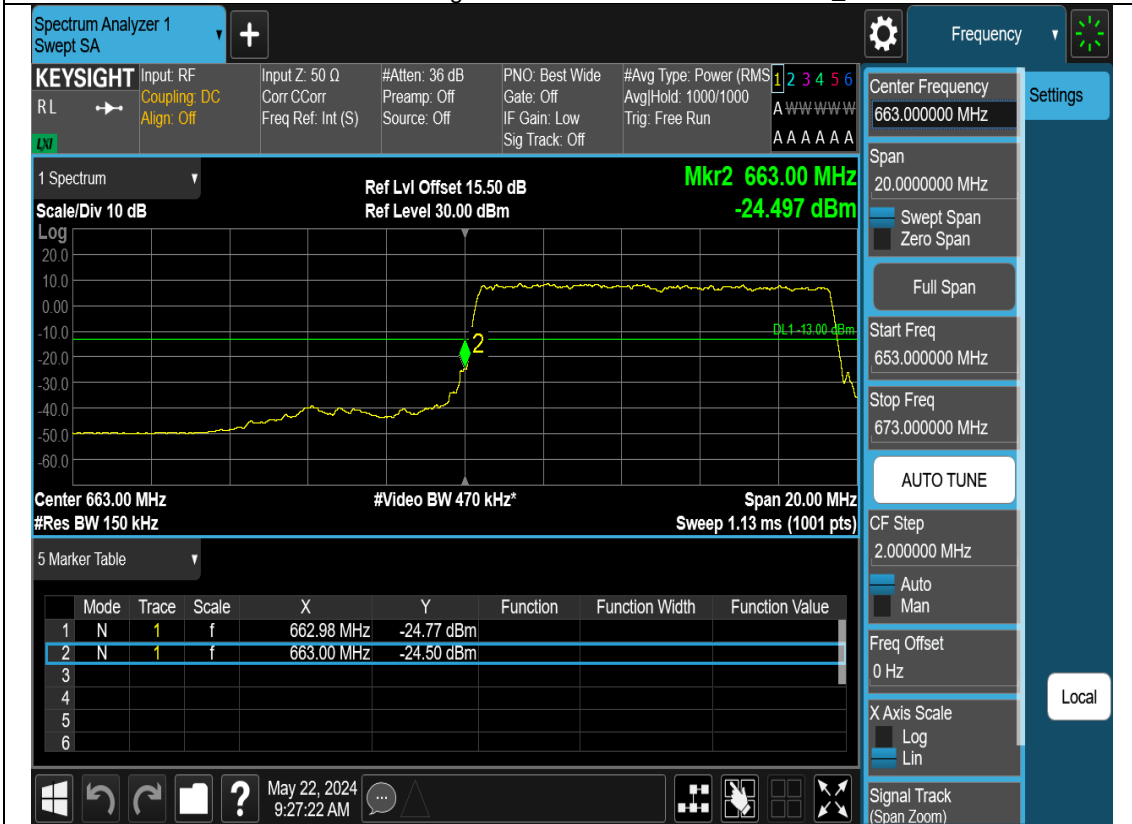 Spectrum Analyzer 1
Swept SA
+
Frequency
KEYSIGHT
R L
LXI
Input: RF
Coupling: DC
Align: Off
Input Z: 50 Ω
Corr CCorr
Freq Ref: Int (S)
#Atten: 36 dB
Preamp: Off
Source: Off
PNO: Best Wide
Gate: Off
IF Gain: Low
Sig Track: Off
#Avg Type: Power (RMS
Avg|Hold: 1000/1000
Trig: Free Run
1 2 3 4 5 6
A W W W W W
A A A A A A
1 Spectrum
Scale/Div 10 dB
Log
Ref Lvl Offset 15.50 dB
Ref Level 30.00 dBm
Mkr2 663.00 MHz
-24.497 dBm
20.0
10.0
0.00
-10.0
-20.0
-30.0
-40.0
-50.0
-60.0
DL1 -13.00 dBm
2
Center 663.00 MHz
#Res BW 150 kHz
#Video BW 470 kHz*
Span 20.00 MHz
Sweep 1.13 ms (1001 pts)
5 Marker Table
Mode Trace Scale X Y Function Function Width Function Value
1 N 1 f 662.98 MHz -24.77 dBm
2 N 1 f 663.00 MHz -24.50 dBm
3
4
5
6
?
May 22, 2024
9:27:22 AM
Center Frequency
663.000000 MHz
Settings
Span
20.0000000 MHz
Swept Span
Zero Span
Full Span
Start Freq
653.000000 MHz
Stop Freq
673.000000 MHz
AUTO TUNE
CF Step
2.000000 MHz
Auto
Man
Freq Offset
0 Hz
X Axis Scale
Log
Lin
Local
Signal Track
(Span Zoom)